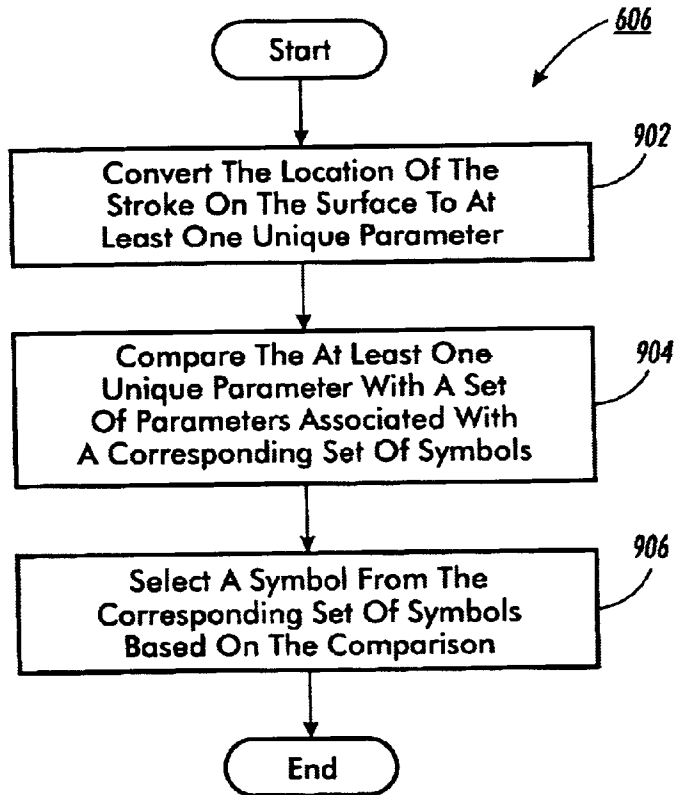 606
Start
902
Convert The Location Of The
Stroke On The Surface To At
Least One Unique Parameter
904
Compare The At Least One
Unique Parameter With A Set
Of Parameters Associated With
A Corresponding Set Of Symbols
906
Select A Symbol From The
Corresponding Set Of Symbols
Based On The Comparison
End